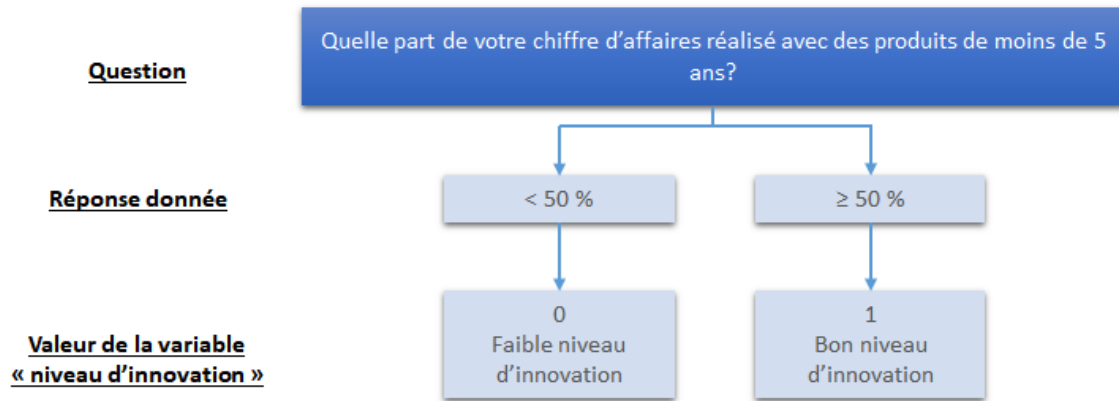 Quelle part de votre chiffre d’affaires réalisé avec des produits de moins de 5
ans?
Question
Réponse donnée
< 50 %
≥ 50 %
Valeur de la variable
« niveau d’innovation »
0
Faible niveau
d’innovation
1
Bon niveau
d’innovation